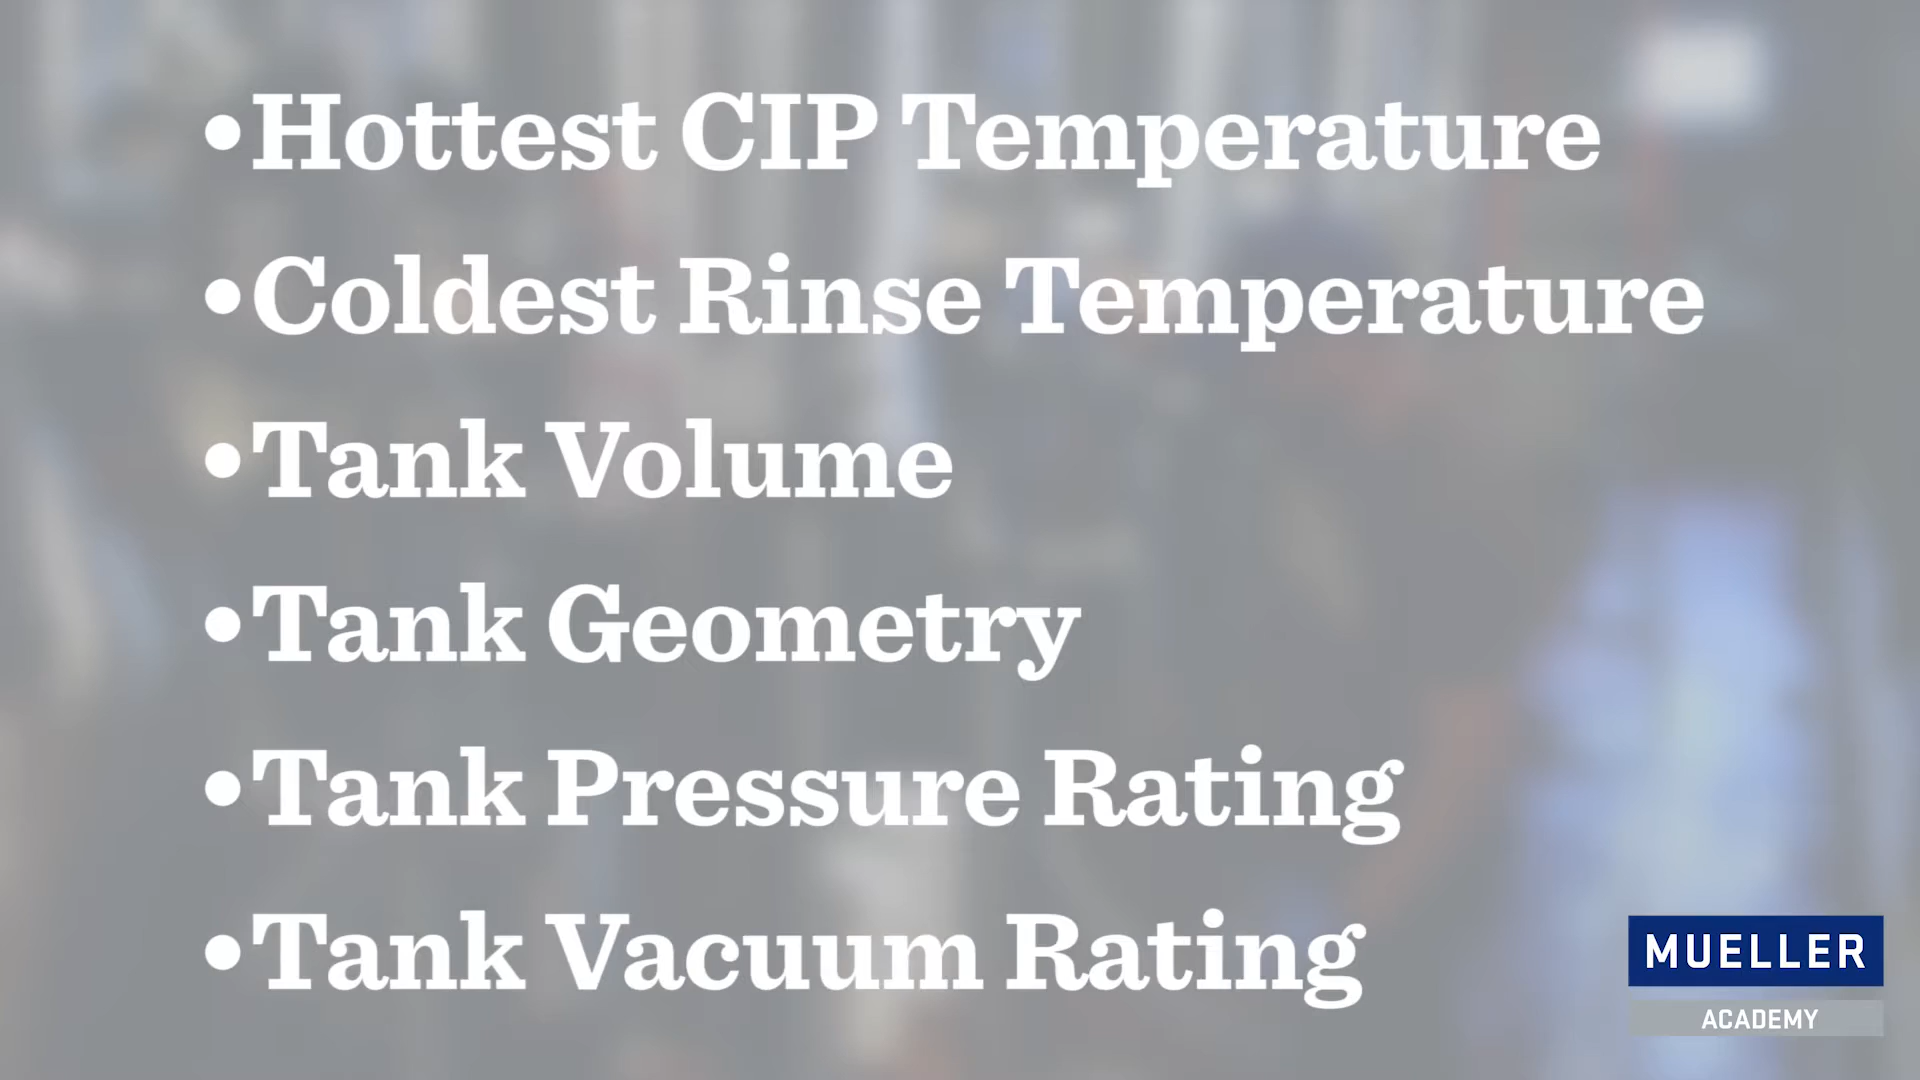 •Hottest CIP Temperature
•Coldest Rinse Temperature
•Tank Volume
•Tank Geometry
•Tank Pressure Rating
•Tank Vacuum Rating
MUELLER
ACADEMY